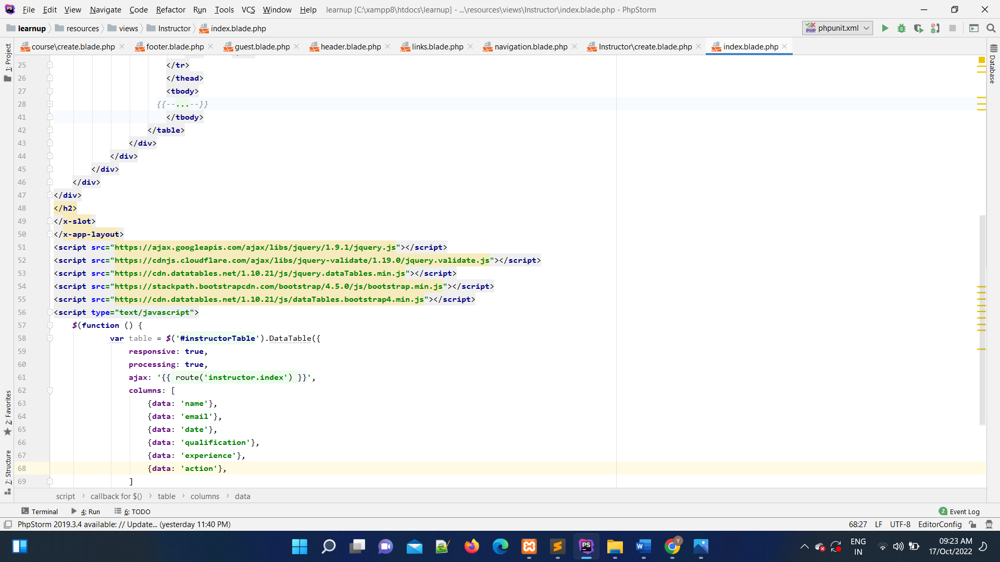 File Edit View Navigate Code Refactor Run Tools VCS Window Help learnup [C:\xampp8\htdocs\learnup] - ...\resources\views\Instructor\index.blade.php - PhpStorm
learnup resources views Instructor index.blade.php phpunit.xml
course\create.blade.php footer.blade.php guest.blade.php header.blade.php links.blade.php navigation.blade.php Instructor\create.blade.php index.blade.php
1: Project
Database
25 </tr>
26 </thead>
27 <tbody>
28 {{--...--}}
41 </tbody>
42 </table>
43 </div>
44 </div>
45 </div>
46 </div>
47 </div>
48 </h2>
49 </x-slot>
50 </x-app-layout>
51 <script src="https://ajax.googleapis.com/ajax/libs/jquery/1.9.1/jquery.js"></script>
52 <script src="https://cdnjs.cloudflare.com/ajax/libs/jquery-validate/1.19.0/jquery.validate.js"></script>
53 <script src="https://cdn.datatables.net/1.10.21/js/jquery.dataTables.min.js"></script>
54 <script src="https://stackpath.bootstrapcdn.com/bootstrap/4.5.0/js/bootstrap.min.js"></script>
55 <script src="https://cdn.datatables.net/1.10.21/js/dataTables.bootstrap4.min.js"></script>
56 <script type="text/javascript">
57 $(function () {
58 var table = $('#instructorTable').DataTable({
59 responsive: true,
60 processing: true,
61 ajax: '{{ route('instructor.index') }}',
62 columns: [
63 {data: 'name'},
64 {data: 'email'},
65 {data: 'date'},
66 {data: 'qualification'},
67 {data: 'experience'},
68 {data: 'action'},
69 ]
2: Favorites
7: Structure
script › callback for $() › table › columns › data
Terminal 4: Run 6: TODO 2 Event Log
PhpStorm 2019.3.4 available: // Update... (yesterday 11:40 PM) 68:27 LF UTF-8 EditorConfig
ENG 09:23 AM
IN 17/Oct/2022